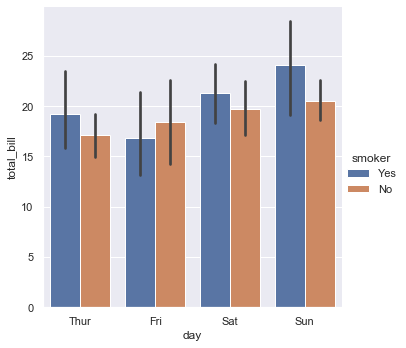 25
20
15
10
5
0
total_bill
Thur Fri Sat Sun
day
smoker
Yes
No